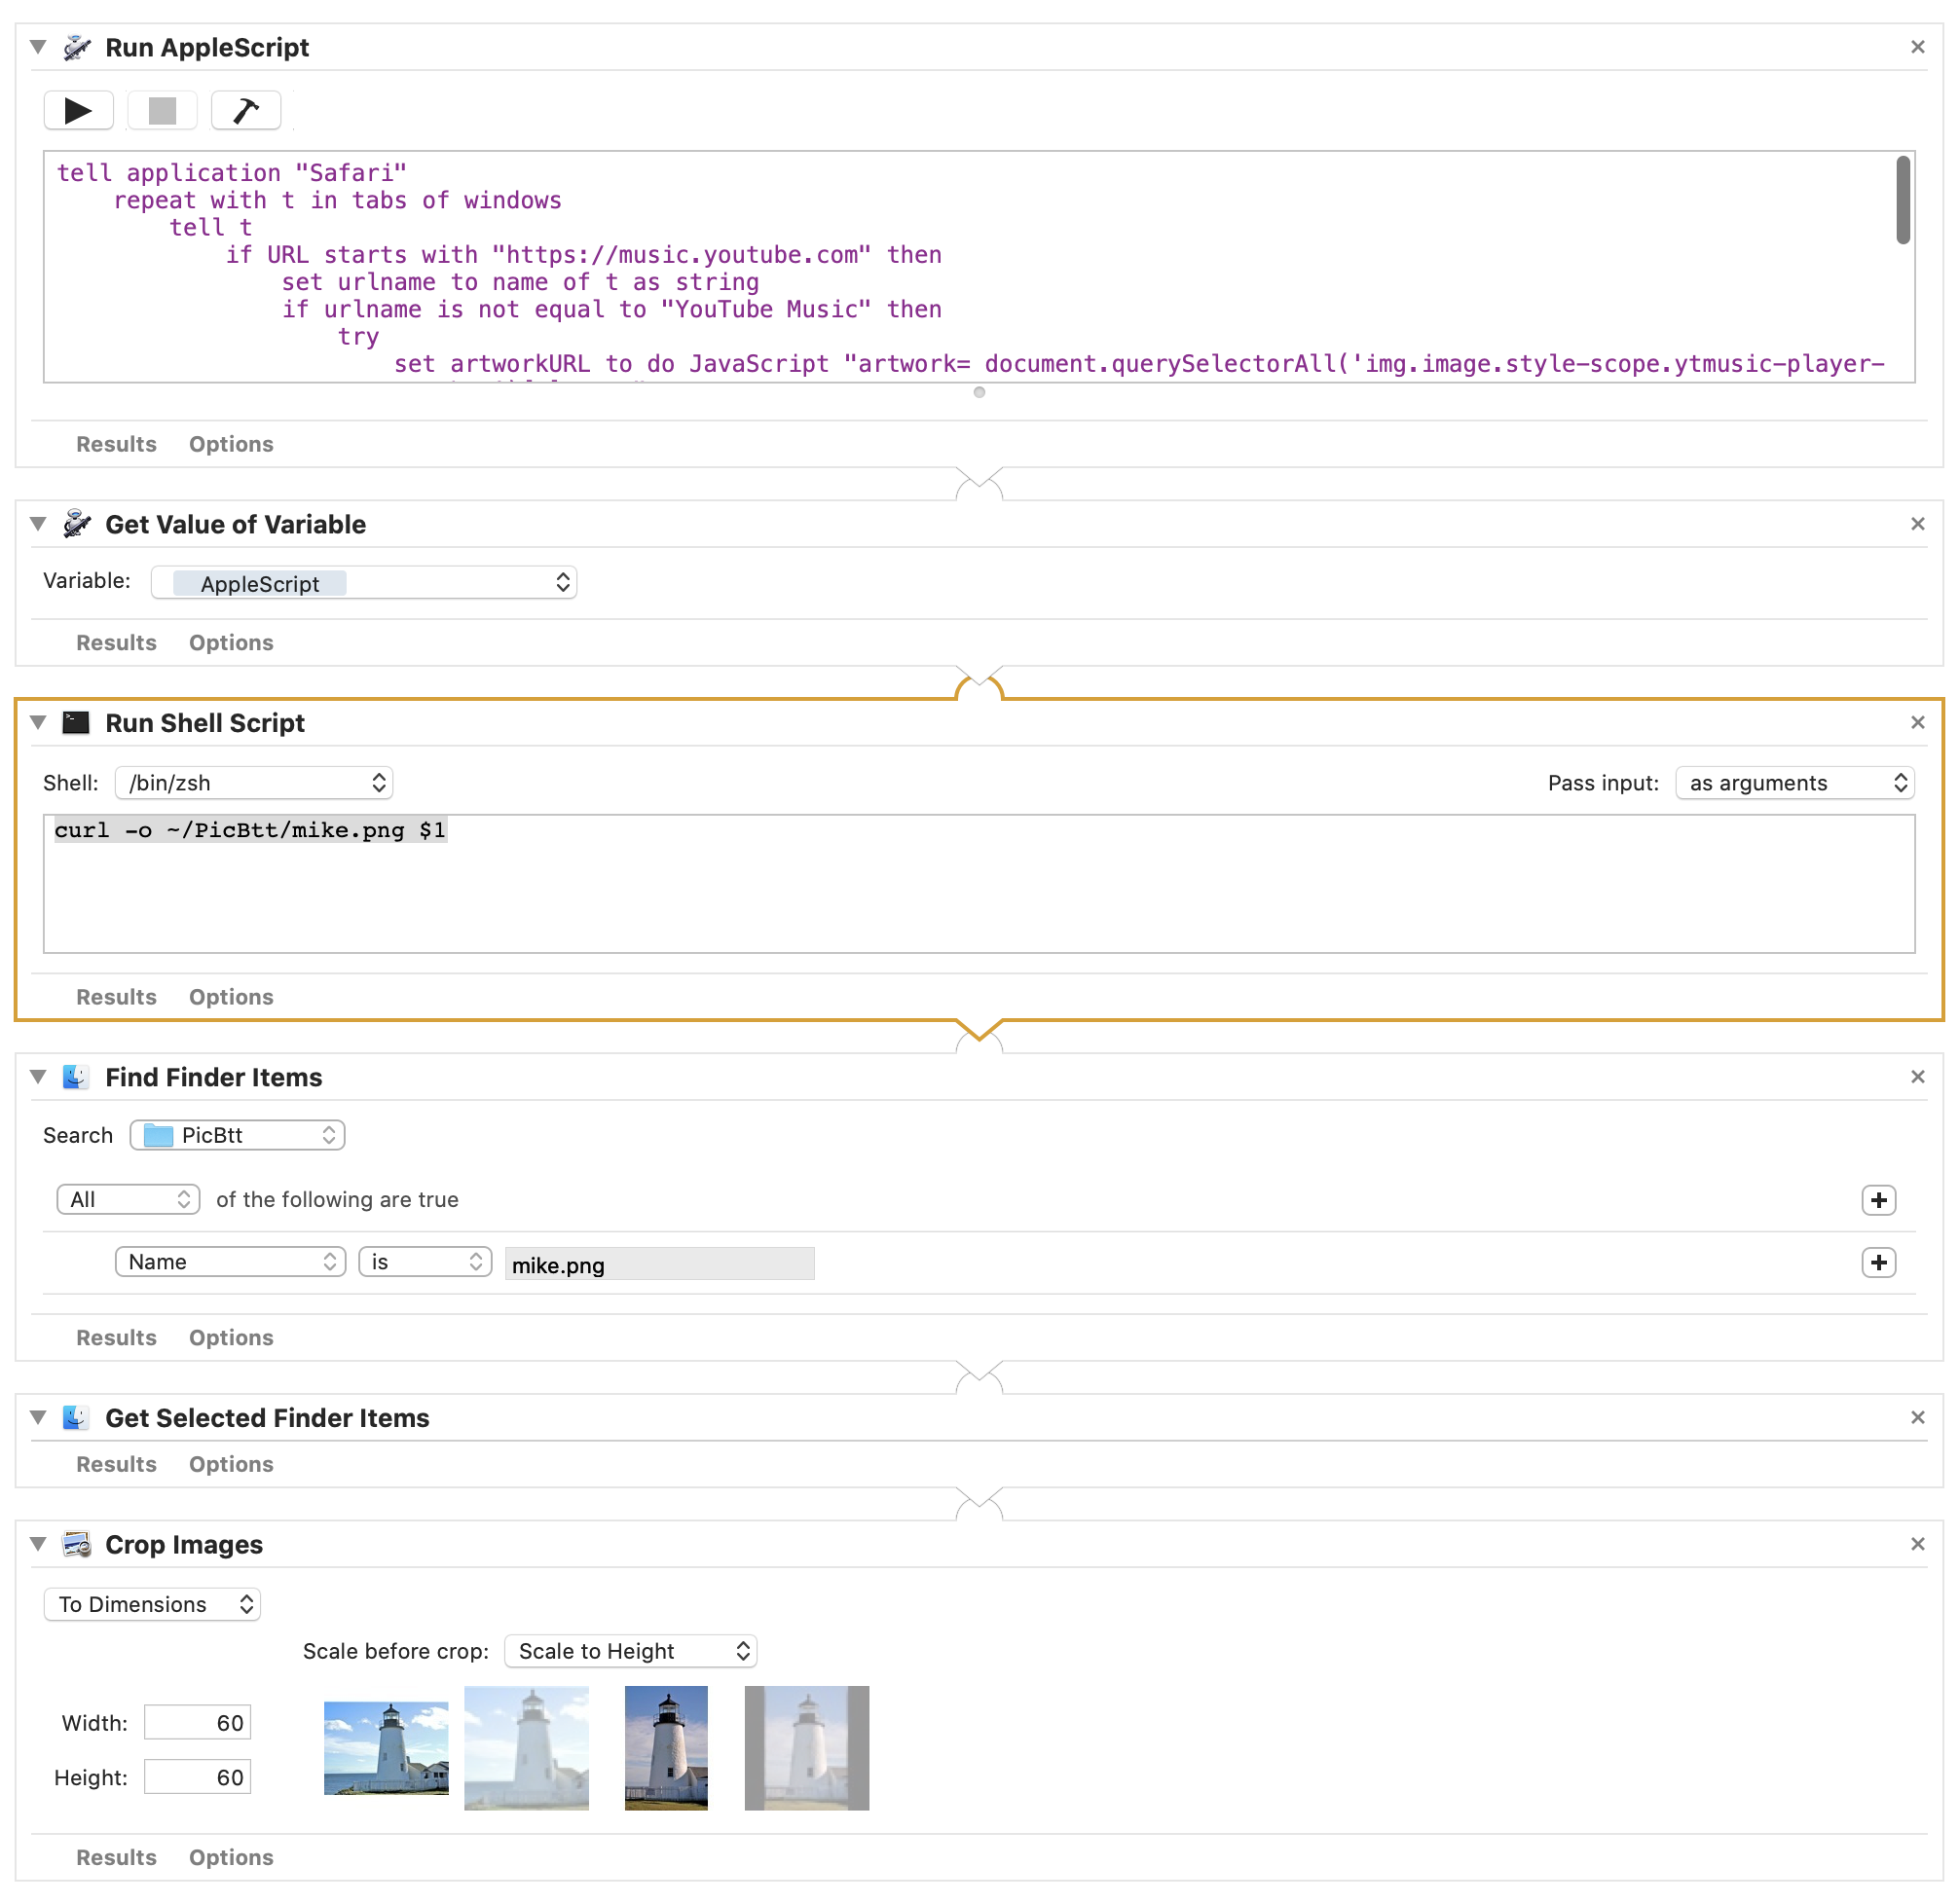 Run AppleScript
tell application "Safari"
repeat with t in tabs of windows
tell t
if URL starts with "https://music.youtube.com" then
set urlname to name of t as string
if urlname is not equal to "YouTube Music" then
try
set artworkURL to do JavaScript "artwork= document.querySelectorAll('img.image.style-scope.ytmusic-player-
Results Options
Get Value of Variable
Variable: AppleScript
Results Options
Run Shell Script
Shell: /bin/zsh Pass input: as arguments
curl -o ~/PicBtt/mike.png $1
Results Options
Find Finder Items
Search PicBtt
All of the following are true
Name is mike.png
Results Options
Get Selected Finder Items
Results Options
Crop Images
To Dimensions
Scale before crop: Scale to Height
Width: 60
Height: 60
Results Options